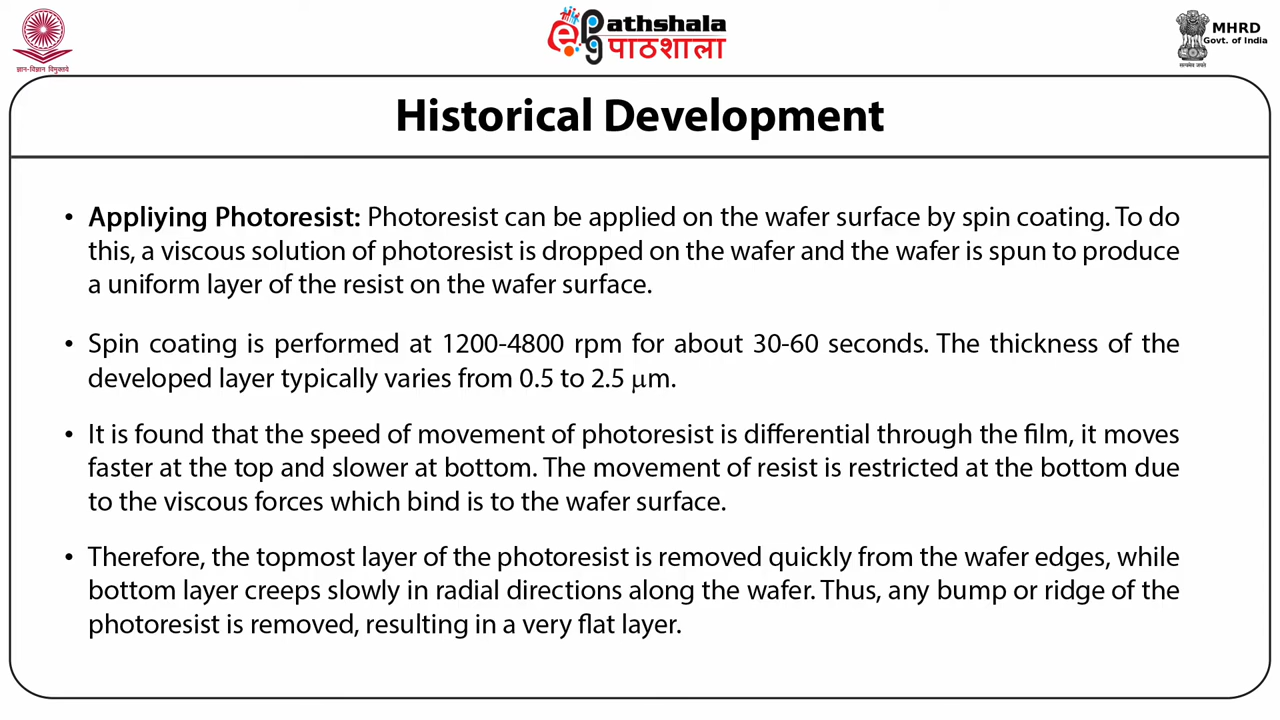 ज्ञान-विज्ञान विमुक्तये
ePathshala
पाठशाला
MHRD
Govt. of India
सत्यमेव जयते
Historical Development
• Appliying Photoresist: Photoresist can be applied on the wafer surface by spin coating. To do
this, a viscous solution of photoresist is dropped on the wafer and the wafer is spun to produce
a uniform layer of the resist on the wafer surface.
• Spin coating is performed at 1200-4800 rpm for about 30-60 seconds. The thickness of the
developed layer typically varies from 0.5 to 2.5 μm.
• It is found that the speed of movement of photoresist is differential through the film, it moves
faster at the top and slower at bottom. The movement of resist is restricted at the bottom due
to the viscous forces which bind is to the wafer surface.
• Therefore, the topmost layer of the photoresist is removed quickly from the wafer edges, while
bottom layer creeps slowly in radial directions along the wafer. Thus, any bump or ridge of the
photoresist is removed, resulting in a very flat layer.